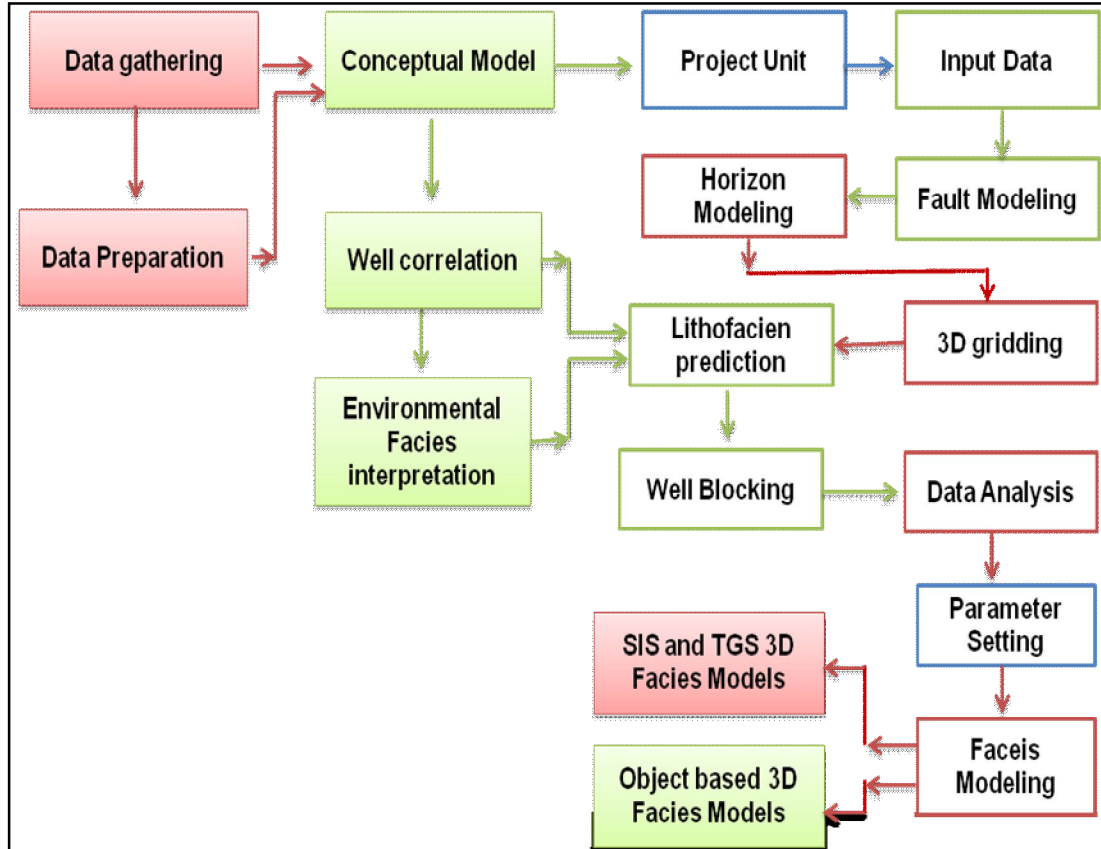 Data gathering
Conceptual Model
Project Unit
Input Data
Horizon
Modeling
Fault Modeling
Data Preparation
Well correlation
Lithofacien
prediction
3D gridding
Environmental
Facies
interpretation
Well Blocking
Data Analysis
Parameter
Setting
SIS and TGS 3D
Facies Models
Faceis
Modeling
Object based 3D
Facies Models